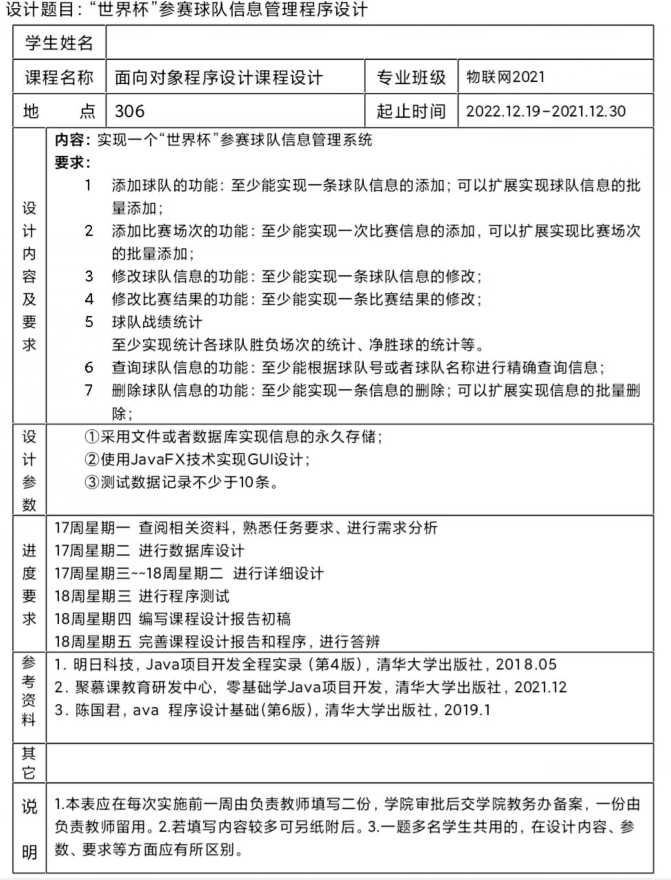 设计题目：“世界杯”参赛球队信息管理程序设计
学生姓名
课程名称 面向对象程序设计课程设计 专业班级 物联网2021
地 点 306 起止时间 2022.12.19-2021.12.30
设计内容及要求
内容：实现一个“世界杯”参赛球队信息管理系统
要求：
1 添加球队的功能：至少能实现一条球队信息的添加；可以扩展实现球队信息的批
量添加；
2 添加比赛场次的功能：至少能实现一次比赛信息的添加，可以扩展实现比赛场次
的批量添加；
3 修改球队信息的功能：至少能实现一条球队信息的修改；
4 修改比赛结果的功能：至少能实现一条比赛结果的修改；
5 球队战绩统计
至少实现统计各球队胜负场次的统计、净胜球的统计等。
6 查询球队信息的功能：至少能根据球队号或者球队名称进行精确查询信息；
7 删除球队信息的功能：至少能实现一条信息的删除；可以扩展实现信息的批量删
除；
设计参数
①采用文件或者数据库实现信息的永久存储；
②使用JavaFX技术实现GUI设计；
③测试数据记录不少于10条。
进度要求
17周星期一 查阅相关资料，熟悉任务要求、进行需求分析
17周星期二 进行数据库设计
17周星期三~~18周星期二 进行详细设计
18周星期三 进行程序测试
18周星期四 编写课程设计报告初稿
18周星期五 完善课程设计报告和程序，进行答辨
参考资料
1. 明日科技，Java项目开发全程实录（第4版），清华大学出版社，2018.05
2. 聚慕课教育研发中心，零基础学Java项目开发，清华大学出版社，2021.12
3. 陈国君，ava 程序设计基础(第6版)，清华大学出版社，2019.1
其它
说明
1.本表应在每次实施前一周由负责教师填写二份，学院审批后交学院教务办备案，一份由
负责教师留用。2.若填写内容较多可另纸附后。3.一题多名学生共用的，在设计内容、参
数、要求等方面应有所区别。